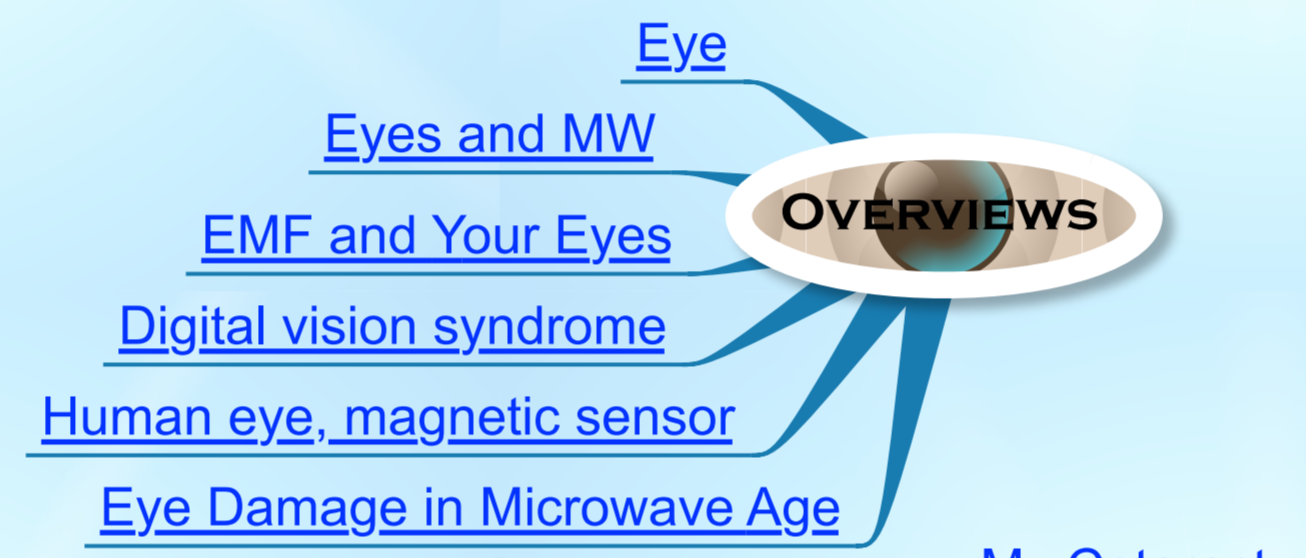 Eye
Eyes and MW
OVERVIEWS
EMF and Your Eyes
Digital vision syndrome
Human eye, magnetic sensor
Eye Damage in Microwave Age